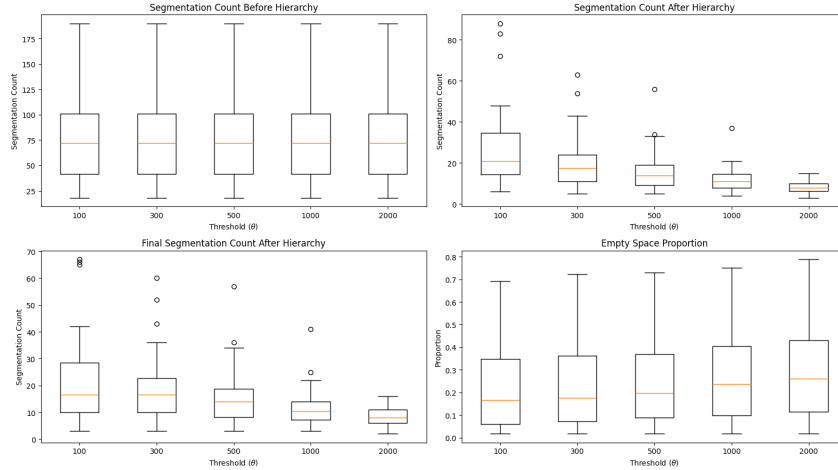 Segmentation Count Before Hierarchy
Segmentation Count
175
150
125
100
75
50
25
100 300 500 1000 2000
Threshold (θ)
Segmentation Count After Hierarchy
Segmentation Count
80
60
40
20
0
100 300 500 1000 2000
Threshold (θ)
Final Segmentation Count After Hierarchy
Segmentation Count
70
60
50
40
30
20
10
0
100 300 500 1000 2000
Threshold (θ)
Empty Space Proportion
Proportion
0.8
0.7
0.6
0.5
0.4
0.3
0.2
0.1
0.0
100 300 500 1000 2000
Threshold (θ)